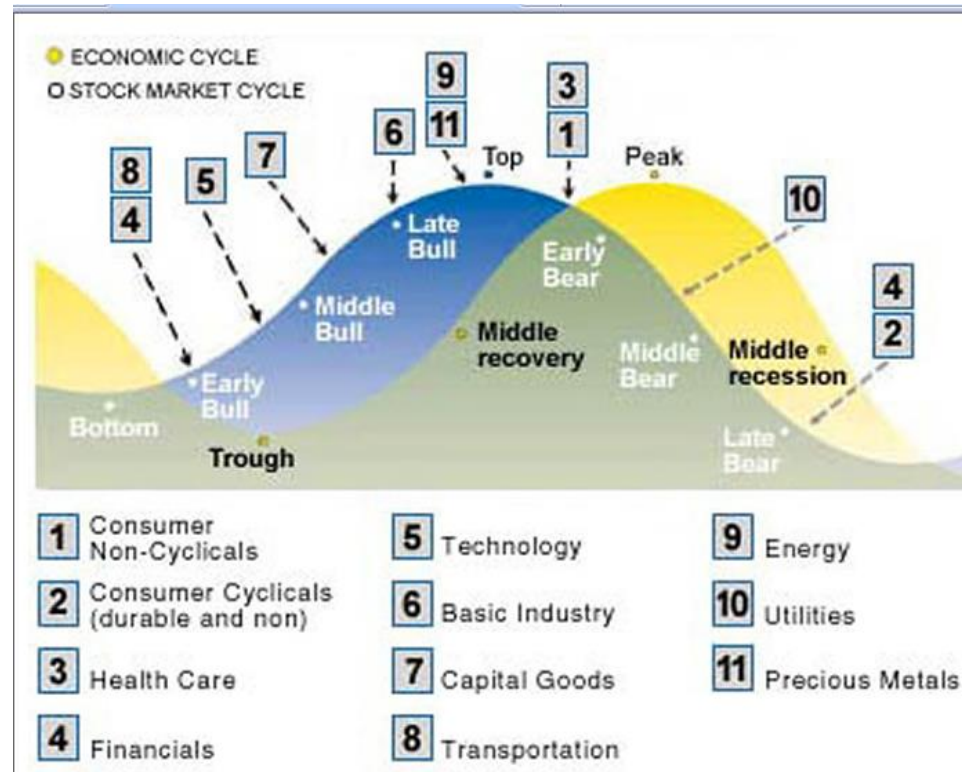 ECONOMIC CYCLE
STOCK MARKET CYCLE
8
4
5
7
6
9
11
Top
3
1
Peak
10
4
2
Late
Bull
Early
Bear
Middle
Bull
Middle
recovery
Middle
Bear
Middle
recession
Early
Bull
Bottom
Trough
Late
Bear
1 Consumer
Non-Cyclicals
2 Consumer Cyclicals
(durable and non)
3 Health Care
4 Financials
5 Technology
6 Basic Industry
7 Capital Goods
8 Transportation
9 Energy
10 Utilities
11 Precious Metals